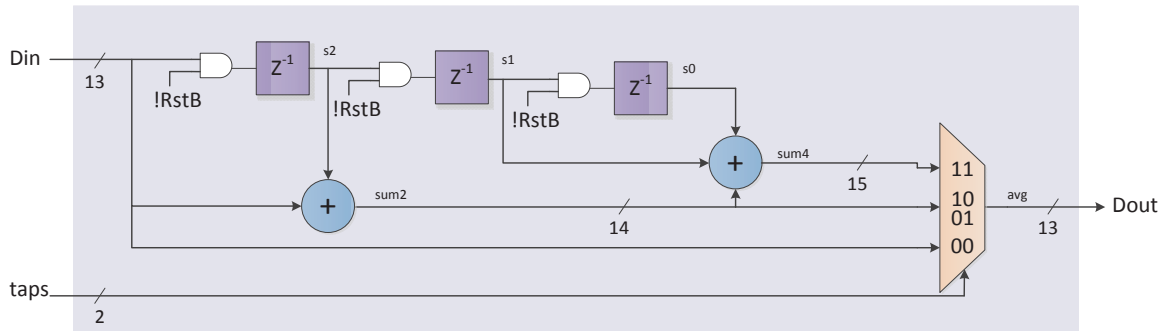 Din
13
!RstB
Z-1
s2
!RstB
Z-1
s1
!RstB
Z-1
s0
+
sum2
14
+
sum4
15
11
10
01
00
avg
13
Dout
taps
2